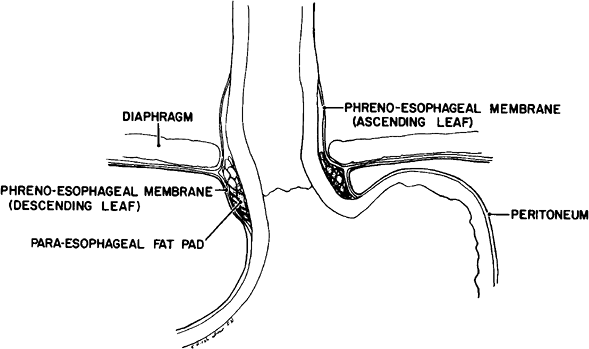 DIAPHRAGM
PHRENO-ESOPHAGEAL MEMBRANE
(ASCENDING LEAF)
PHRENO-ESOPHAGEAL MEMBRANE
(DESCENDING LEAF)
PERITONEUM
PARA-ESOPHAGEAL FAT PAD